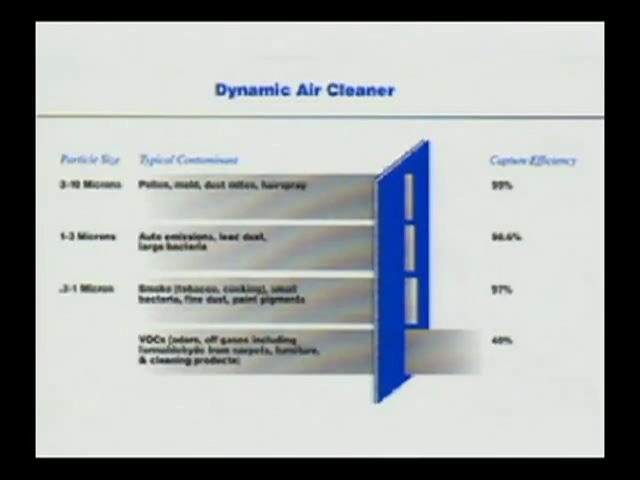 Dynamic Air Cleaner
Particle Size Typical Contaminant Capture Efficiency
3-10 Microns Pollen, mold, dust mites, hairspray 99%
1-3 Microns Auto emissions, lead dust, 98.6%
large bacteria
.3-1 Micron Smoke (tobacco, cooking), small 97%
bacteria, fine dust, paint pigments
VOCs (odors, off gases including 40%
formaldehyde from carpets, furniture,
& cleaning products)